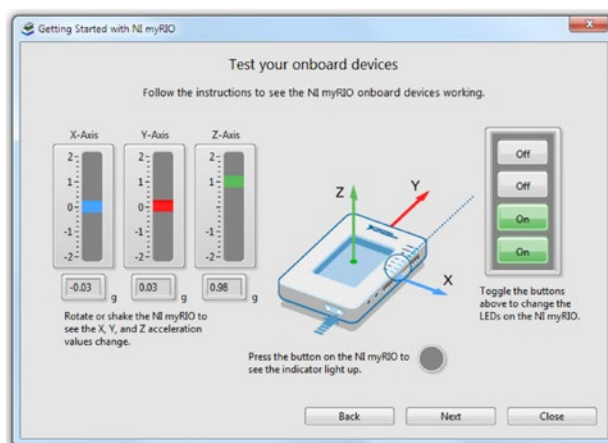 Getting Started with NI myRIO
Test your onboard devices
Follow the instructions to see the NI myRIO onboard devices working.
X-Axis Y-Axis Z-Axis
2 2 2
1 1 1
0 0 0
-1 -1 -1
-2 -2 -2
-0.03 g 0.03 g 0.98 g
Rotate or shake the NI myRIO to
see the X, Y, and Z acceleration
values change.
Z
Y
X
Press the button on the NI myRIO to
see the indicator light up.
Off
Off
On
On
Toggle the buttons
above to change the
LEDs on the NI myRIO.
Back Next Close